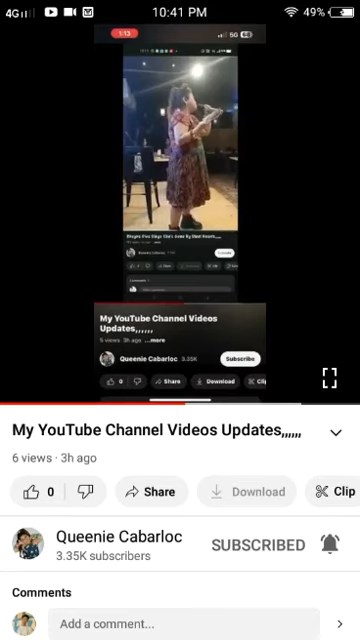 4G
10:41 PM
49%
1:13
5G
My YouTube Channel Videos
Updates,,,,,,
5 views 3h ago ...more
Queenie Cabarloc 3.35K
Subscribe
0
Share
Download
Clip
My YouTube Channel Videos Updates,,,,,,
6 views · 3h ago
0
Share
Download
Clip
Queenie Cabarloc
3.35K subscribers
SUBSCRIBED
Comments
Add a comment...